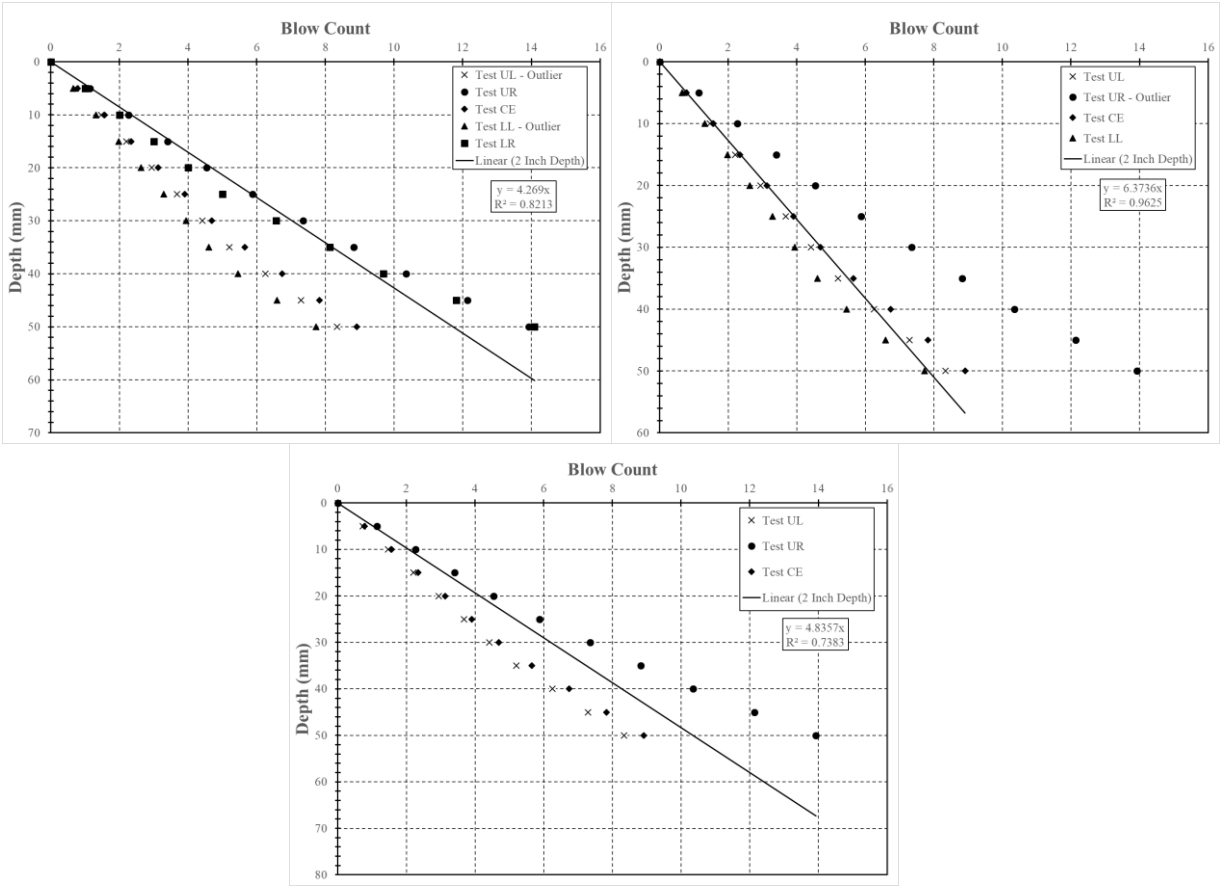 Blow Count
0 2 4 6 8 10 12 14 16
0
10
20
30
40
50
60
70
Depth (mm)
Test UL - Outlier
Test UR
Test CE
Test LL - Outlier
Test LR
Linear (2 Inch Depth)
y = 4.269x
R² = 0.8213
Blow Count
0 2 4 6 8 10 12 14 16
0
10
20
30
40
50
60
Depth (mm)
Test UL
Test UR - Outlier
Test CE
Test LL
Linear (2 Inch Depth)
y = 6.3736x
R² = 0.9625
Blow Count
0 2 4 6 8 10 12 14 16
0
10
20
30
40
50
60
70
80
Depth (mm)
Test UL
Test UR
Test CE
Linear (2 Inch Depth)
y = 4.8357x
R² = 0.7383